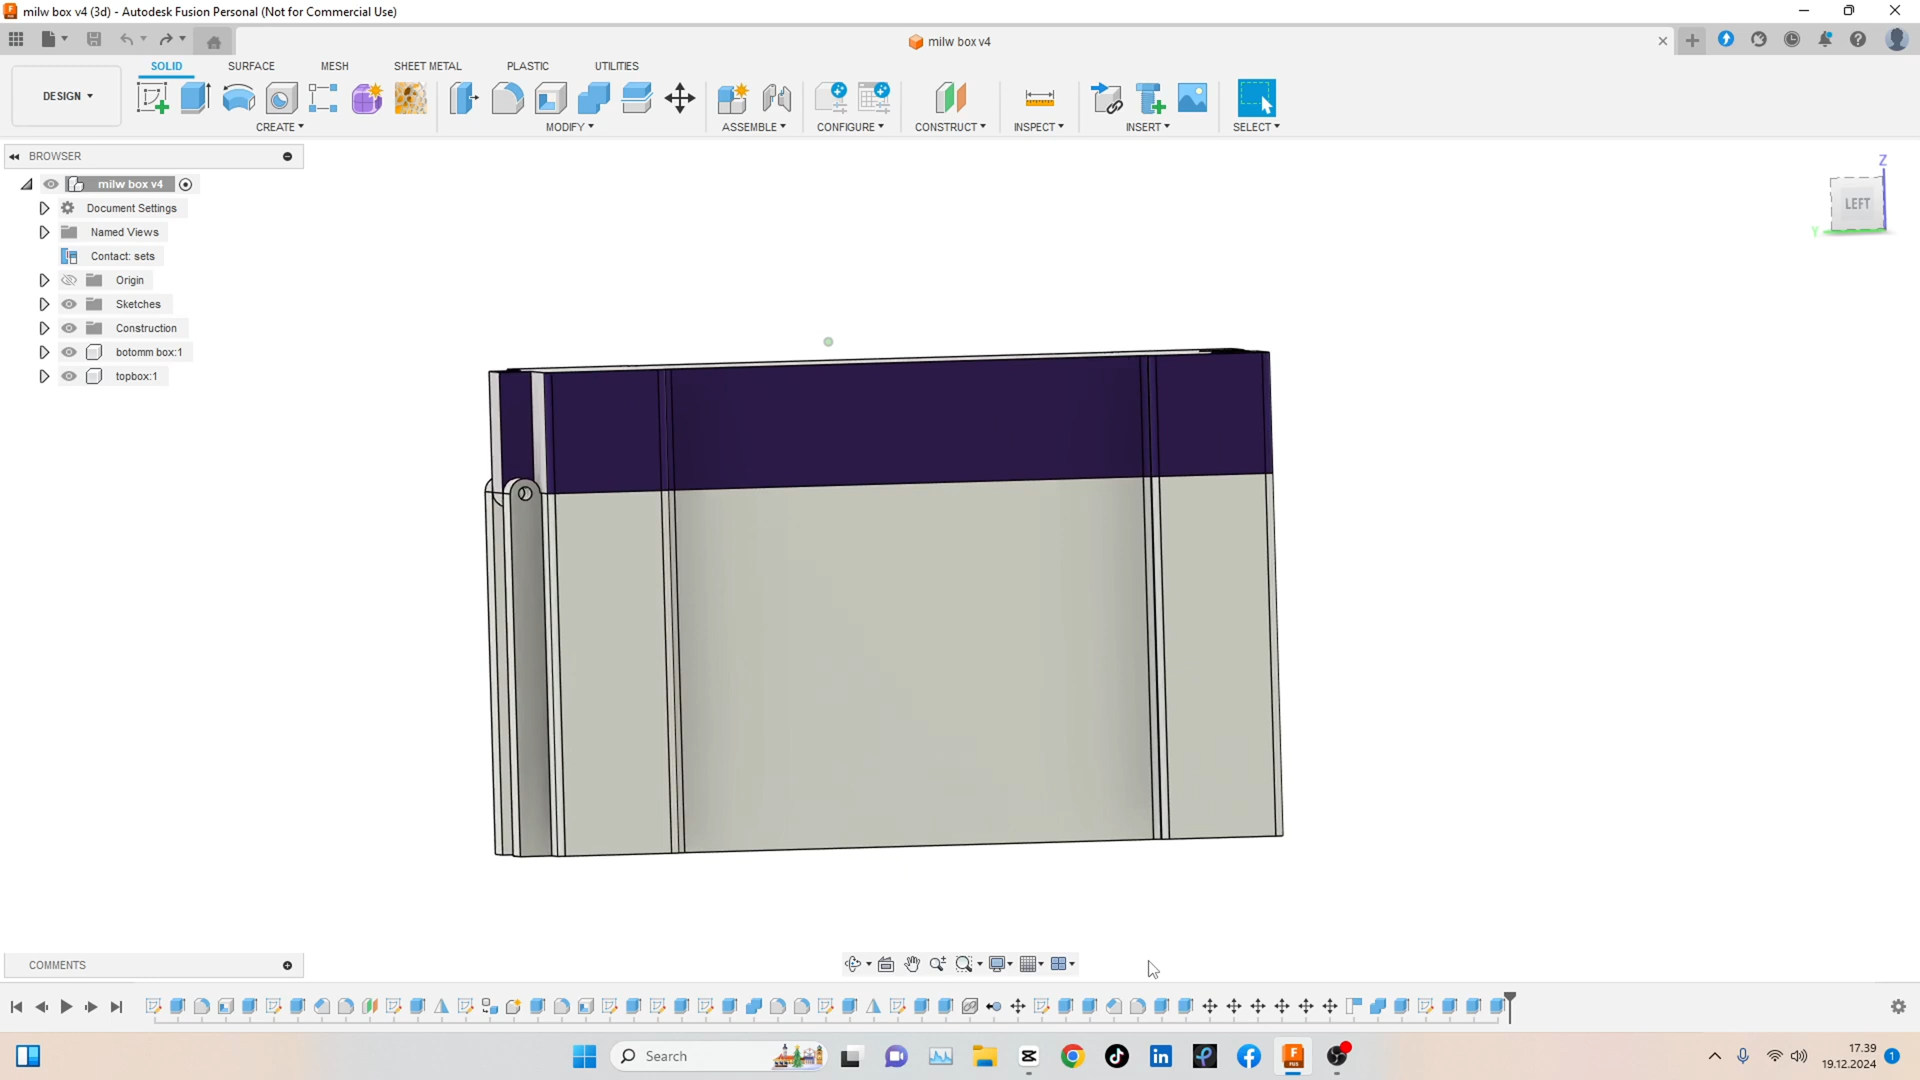 milw box v4 (3d) - Autodesk Fusion Personal (Not for Commercial Use)
milw box v4
SOLID SURFACE MESH SHEET METAL PLASTIC UTILITIES
DESIGN
CREATE MODIFY ASSEMBLE CONFIGURE CONSTRUCT INSPECT INSERT SELECT
BROWSER
milw box v4
Document Settings
Named Views
Contact: sets
Origin
Sketches
Construction
botomm box:1
topbox:1
Z
LEFT
Y
COMMENTS
Search
17.39
19.12.2024
1